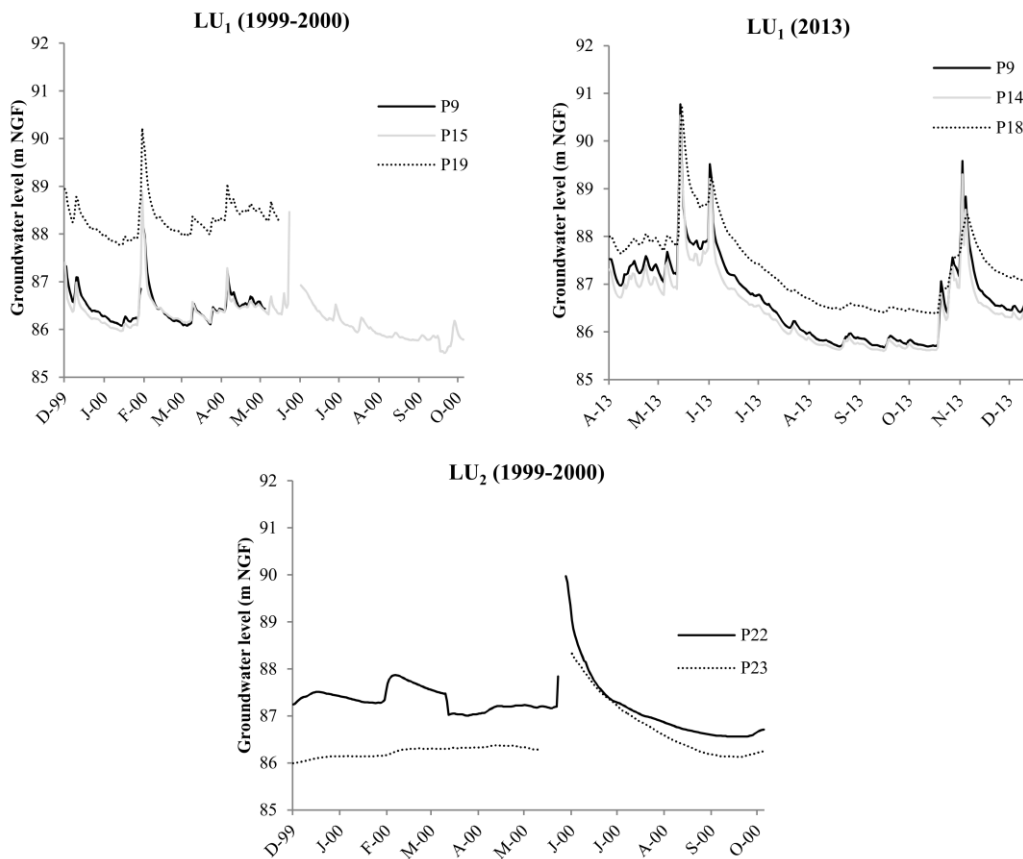 LU₁ (1999-2000)
Groundwater level (m NGF)
92
91
90
89
88
87
86
85
P9
P15
P19
D-99
J-00
F-00
M-00
A-00
M-00
J-00
J-00
A-00
S-00
O-00
LU₁ (2013)
Groundwater level (m NGF)
92
91
90
89
88
87
86
85
P9
P14
P18
A-13
M-13
J-13
J-13
A-13
S-13
O-13
N-13
D-13
LU₂ (1999-2000)
Groundwater level (m NGF)
92
91
90
89
88
87
86
85
P22
P23
D-99
J-00
F-00
M-00
A-00
M-00
J-00
J-00
A-00
S-00
O-00